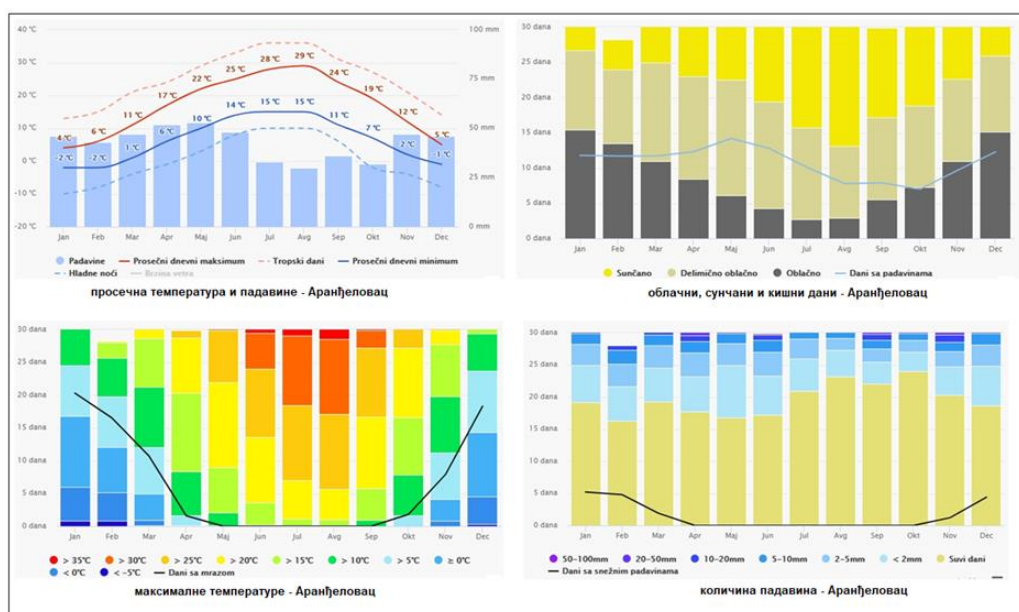 40 °C
30 °C
20 °C
10 °C
0 °C
-10 °C
-20 °C
100 mm
75 mm
50 mm
25 mm
0 mm
4 °C
6 °C
11 °C
17 °C
22 °C
25 °C
28 °C
29 °C
24 °C
19 °C
12 °C
5 °C
-2 °C
-2 °C
1 °C
6 °C
10 °C
14 °C
15 °C
15 °C
11 °C
7 °C
2 °C
-1 °C
Jan Feb Mar Apr Maj Jun Jul Avg Sep Okt Nov Dec
Padavine Prosečni dnevni maksimum Tropski dani Prosečni dnevni minimum
Hladne noći Brzina vetra
просечна температура и падавине - Аранђеловац
30 dana
25 dana
20 dana
15 dana
10 dana
5 dana
0 dana
Jan Feb Mar Apr Maj Jun Jul Avg Sep Okt Nov Dec
Sunčano Delimično oblačno Oblačno Dani sa padavinama
облачни, сунчани и кишни дани - Аранђеловац
30 dana
25 dana
20 dana
15 dana
10 dana
5 dana
0 dana
Jan Feb Mar Apr Maj Jun Jul Avg Sep Okt Nov Dec
> 35°C > 30°C > 25°C > 20°C > 15°C > 10°C > 5°C ≥ 0°C
< 0°C < -5°C Dani sa mrazom
максималне температуре - Аранђеловац
30 dana
25 dana
20 dana
15 dana
10 dana
5 dana
0 dana
Jan Feb Mar Apr Maj Jun Jul Avg Sep Okt Nov Dec
50-100mm 20-50mm 10-20mm 5-10mm 2-5mm < 2mm Suvi dani
Dani sa snežnim padavinama
количина падавина - Аранђеловац